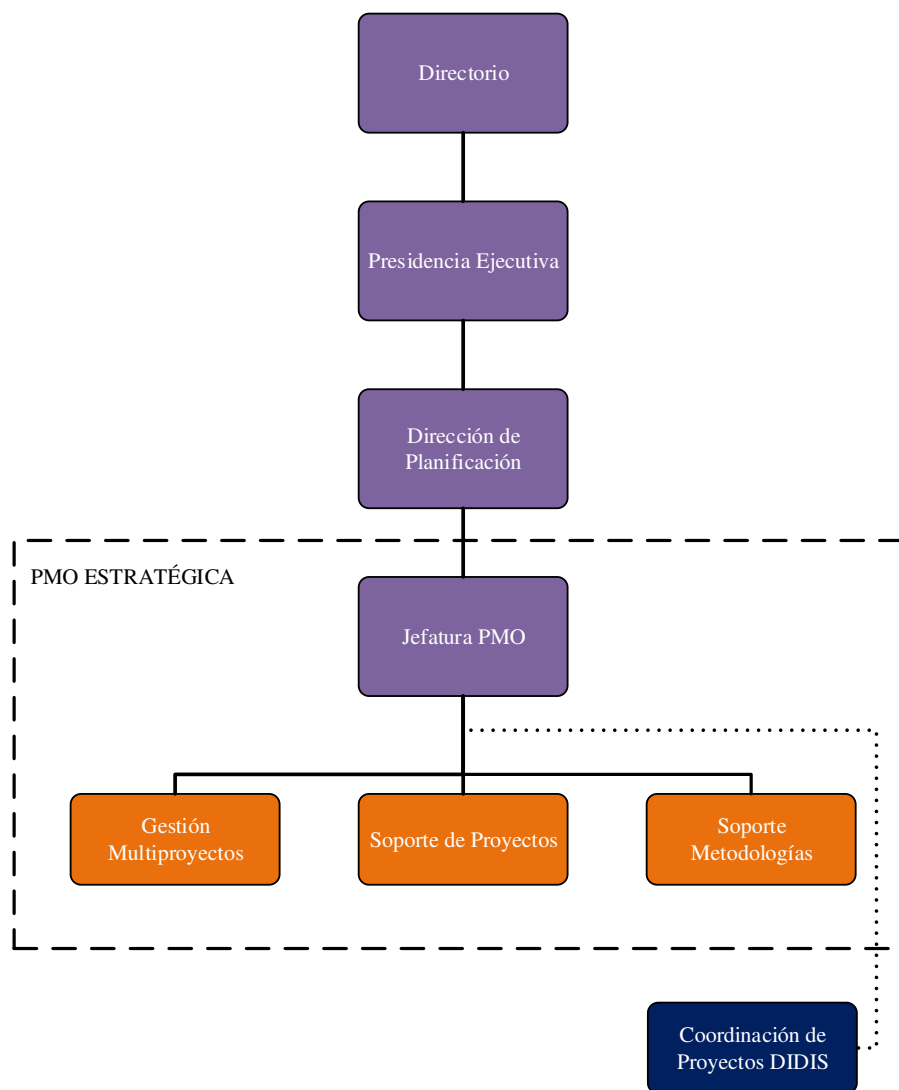 Directorio
Presidencia Ejecutiva
Dirección de
Planificación
PMO ESTRATÉGICA
Jefatura PMO
Gestión
Multiproyectos
Soporte de Proyectos
Soporte
Metodologías
Coordinación de
Proyectos DIDIS